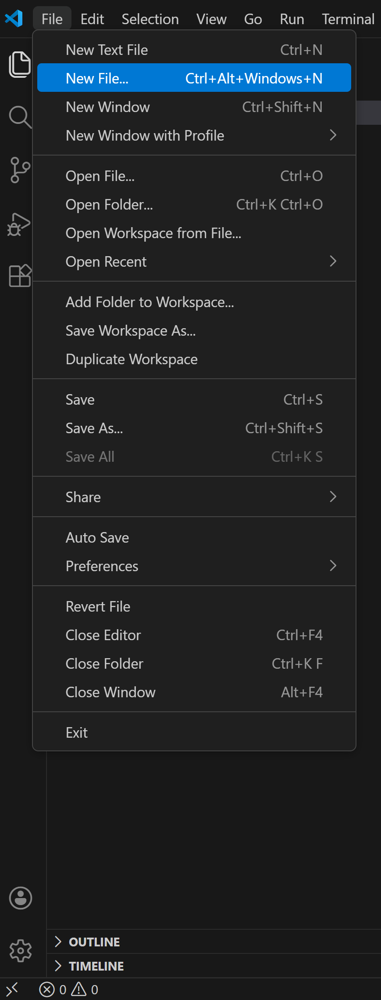 File Edit Selection View Go Run Terminal
New Text File Ctrl+N
New File... Ctrl+Alt+Windows+N
New Window Ctrl+Shift+N
New Window with Profile
Open File... Ctrl+O
Open Folder... Ctrl+K Ctrl+O
Open Workspace from File...
Open Recent
Add Folder to Workspace...
Save Workspace As...
Duplicate Workspace
Save Ctrl+S
Save As... Ctrl+Shift+S
Save All Ctrl+K S
Share
Auto Save
Preferences
Revert File
Close Editor Ctrl+F4
Close Folder Ctrl+K F
Close Window Alt+F4
Exit
OUTLINE
TIMELINE
0 0